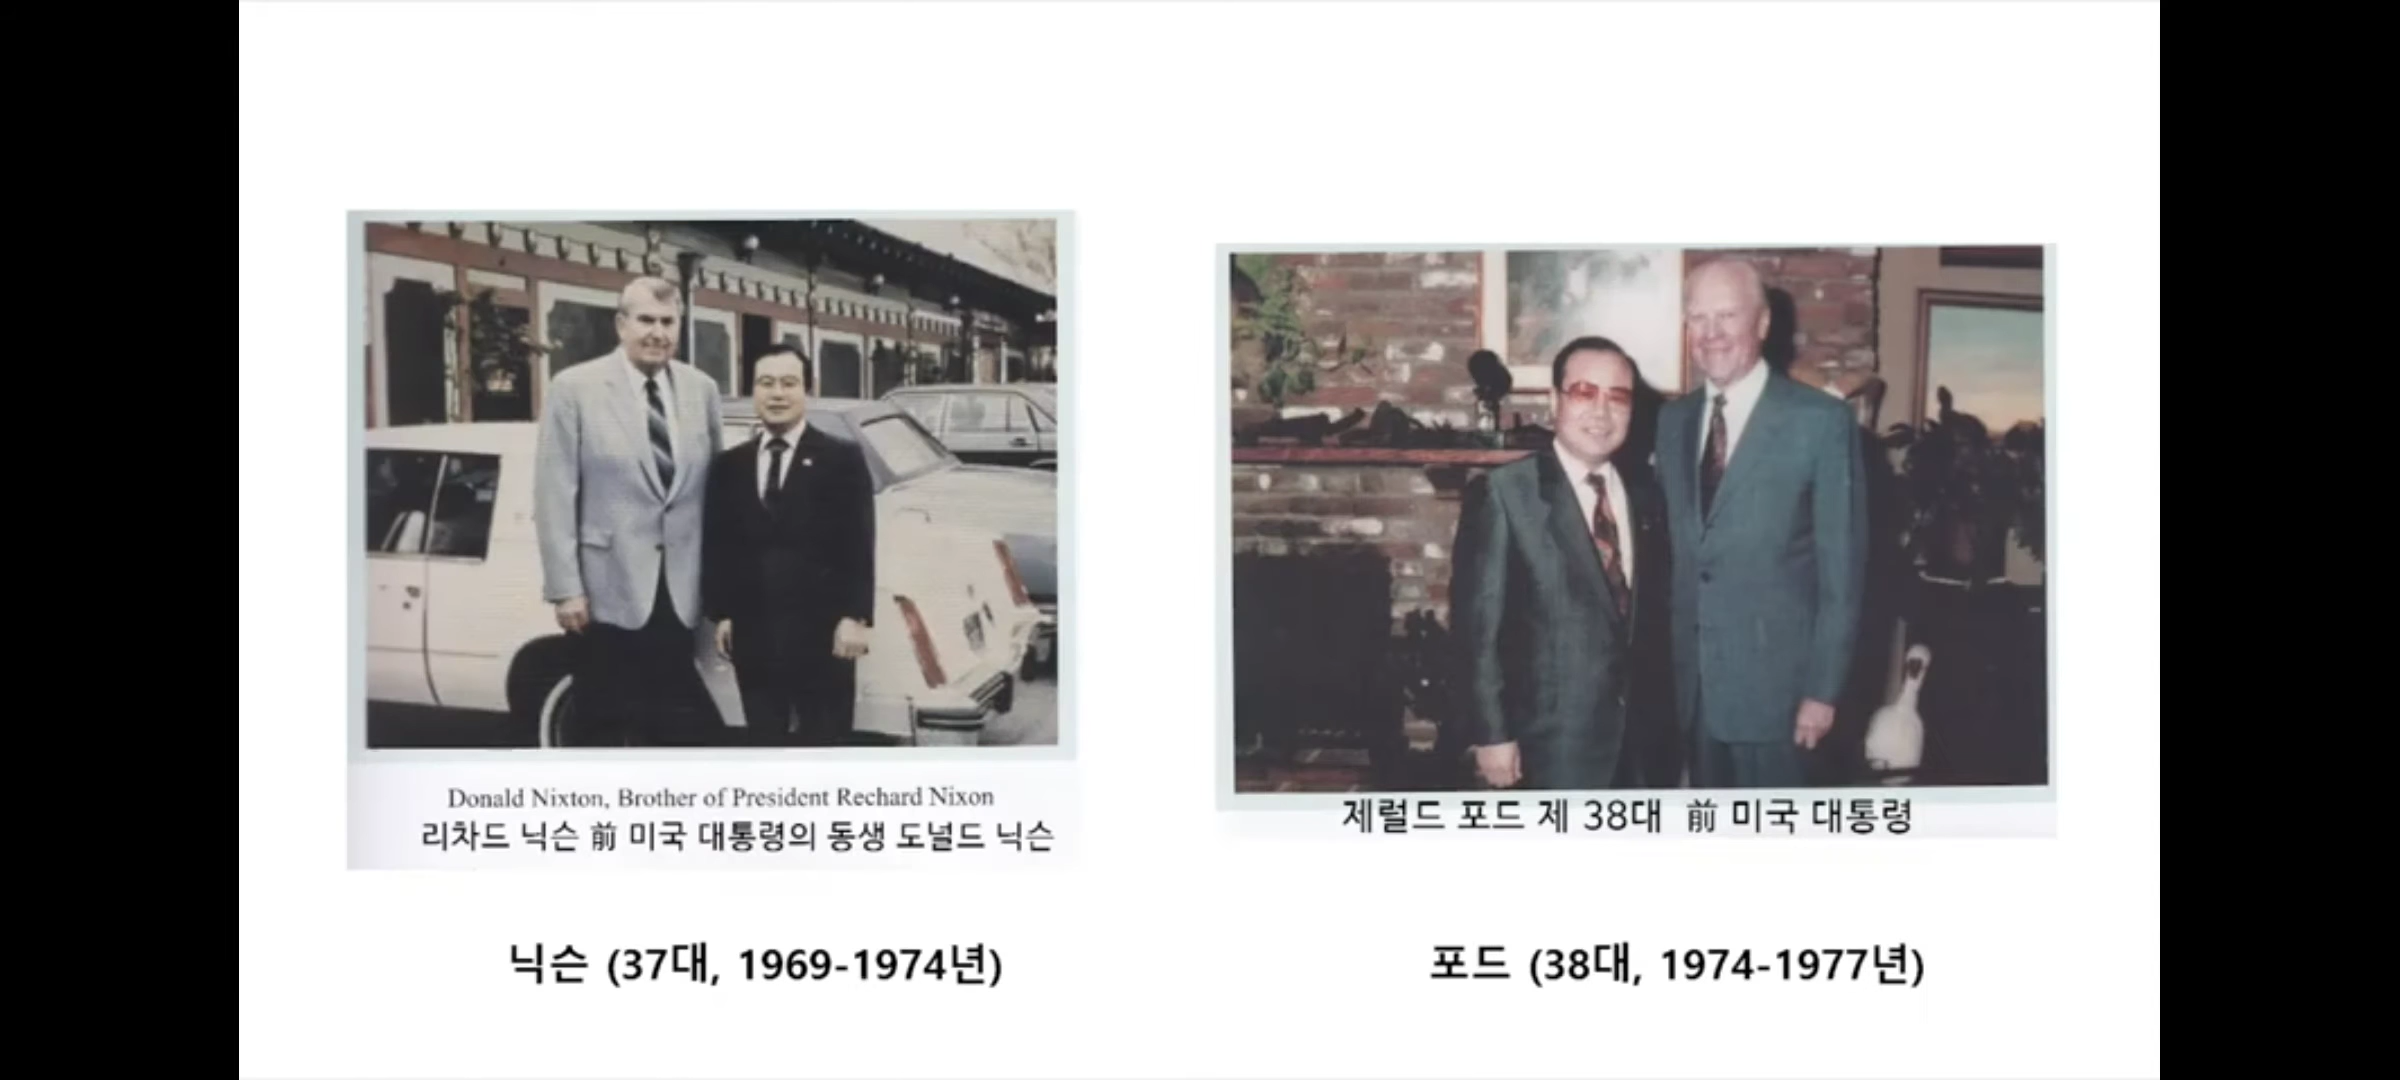 Donald Nixton, Brother of President Rechard Nixon
리차드 닉슨 前 미국 대통령의 동생 도널드 닉슨
닉슨 (37대, 1969-1974년)
제럴드 포드 제 38대 前 미국 대통령
포드 (38대, 1974-1977년)